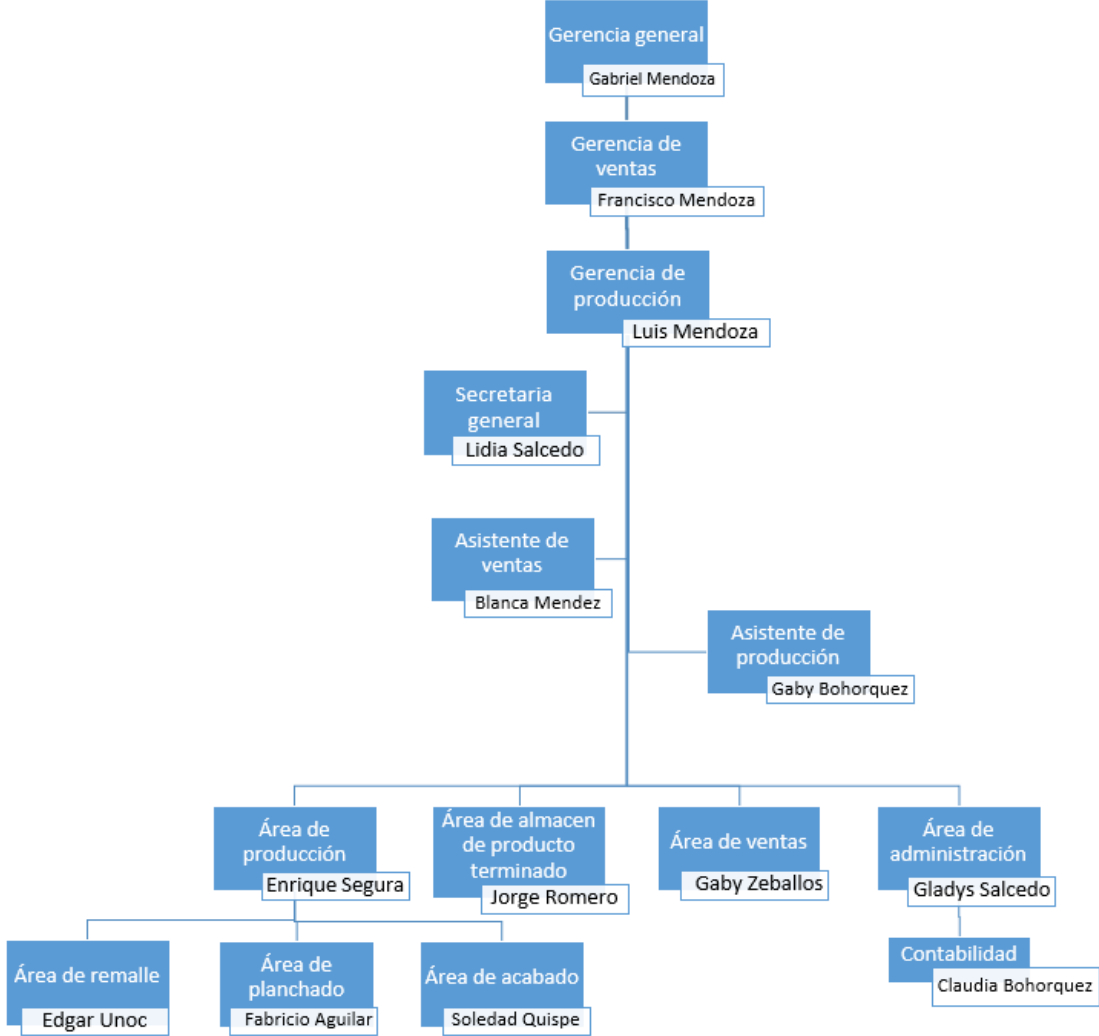 Gerencia general
Gabriel Mendoza
Gerencia de
ventas
Francisco Mendoza
Gerencia de
producción
Luis Mendoza
Secretaria
general
Lidia Salcedo
Asistente de
ventas
Blanca Mendez
Asistente de
producción
Gaby Bohorquez
Área de
producción
Enrique Segura
Área de almacen
de producto
terminado
Jorge Romero
Área de ventas
Gaby Zeballos
Área de
administración
Gladys Salcedo
Área de remalle
Edgar Unoc
Área de
planchado
Fabricio Aguilar
Área de acabado
Soledad Quispe
Contabilidad
Claudia Bohorquez